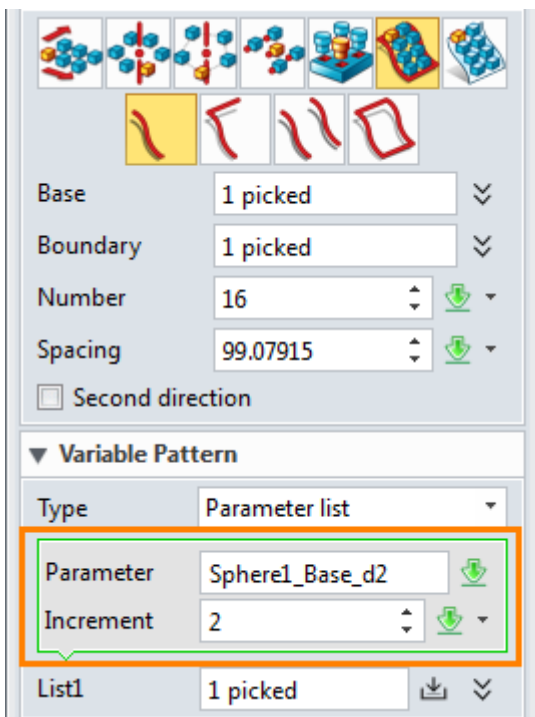 Base 1 picked
Boundary 1 picked
Number 16
Spacing 99.07915
Second direction
Variable Pattern
Type Parameter list
Parameter Sphere1_Base_d2
Increment 2
List1 1 picked